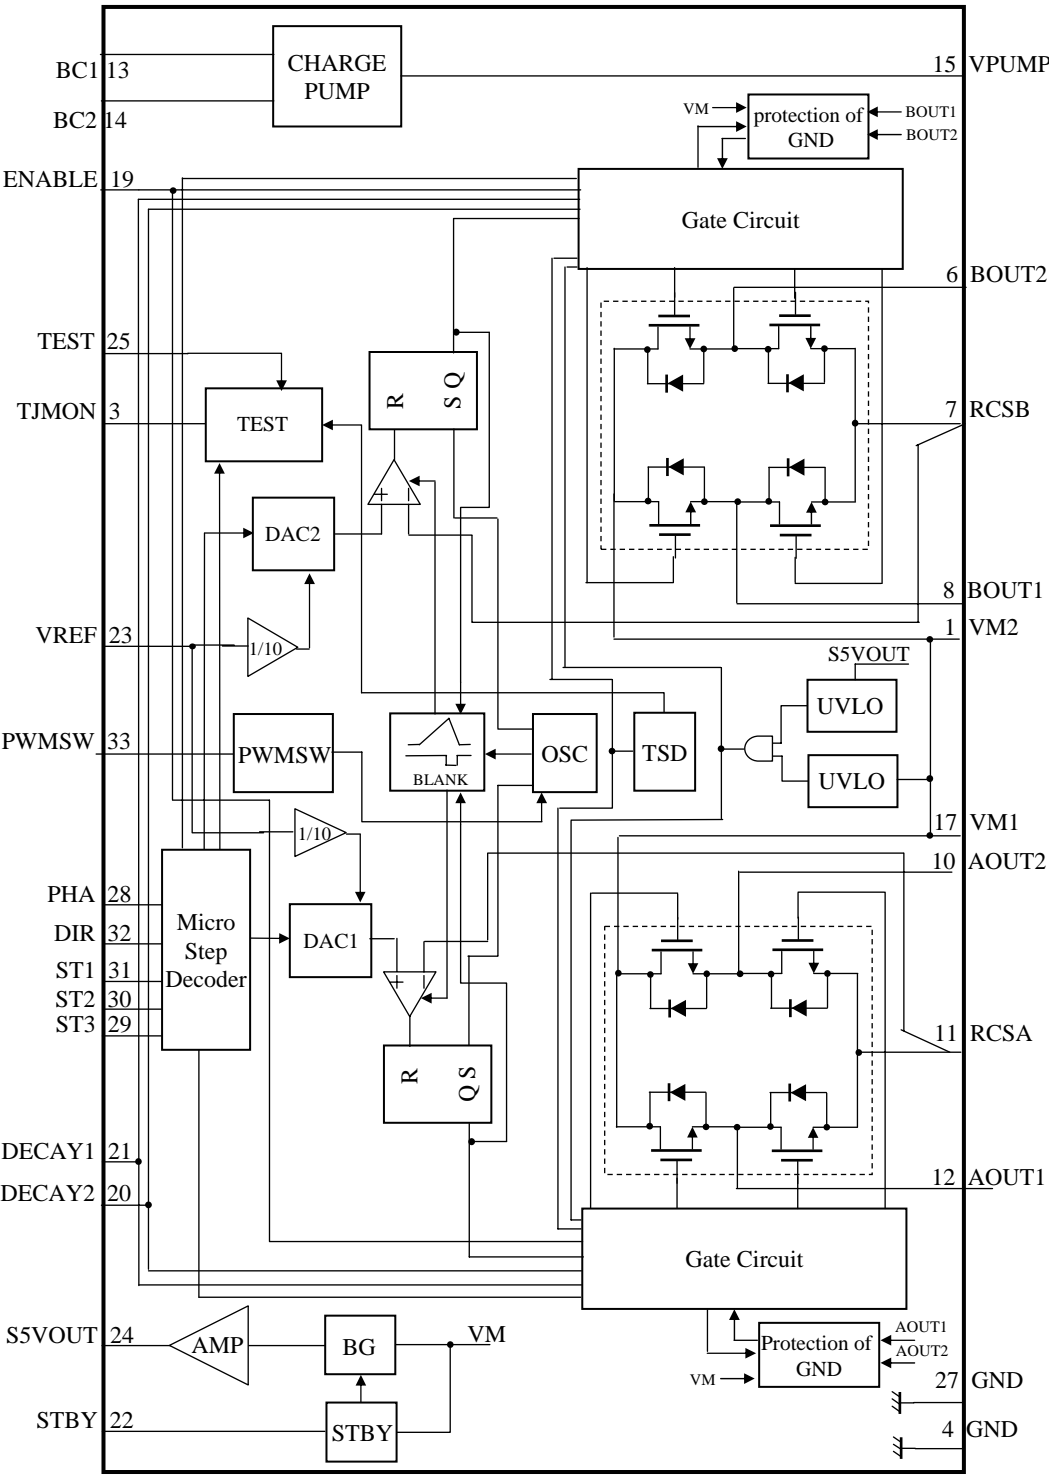 CHARGE
PUMP
BC1 13
BC2 14
15 VPUMP
VM
protection of
GND
BOUT1
BOUT2
ENABLE 19
Gate Circuit
6 BOUT2
TEST 25
TJMON 3
TEST
R
S Q
7 RCSB
+
−
DAC2
8 BOUT1
VREF 23
1/10
1 VM2
S5VOUT
UVLO
PWMSW 33
PWMSW
BLANK
OSC
TSD
UVLO
1/10
17 VM1
10 AOUT2
PHA 28
DIR 32
ST1 31
ST2 30
ST3 29
Micro
Step
Decoder
DAC1
+
−
11 RCSA
R
Q S
DECAY1 21
DECAY2 20
12 AOUT1
Gate Circuit
S5VOUT 24
AMP
BG
VM
Protection of
GND
AOUT1
AOUT2
VM
27 GND
STBY 22
STBY
4 GND